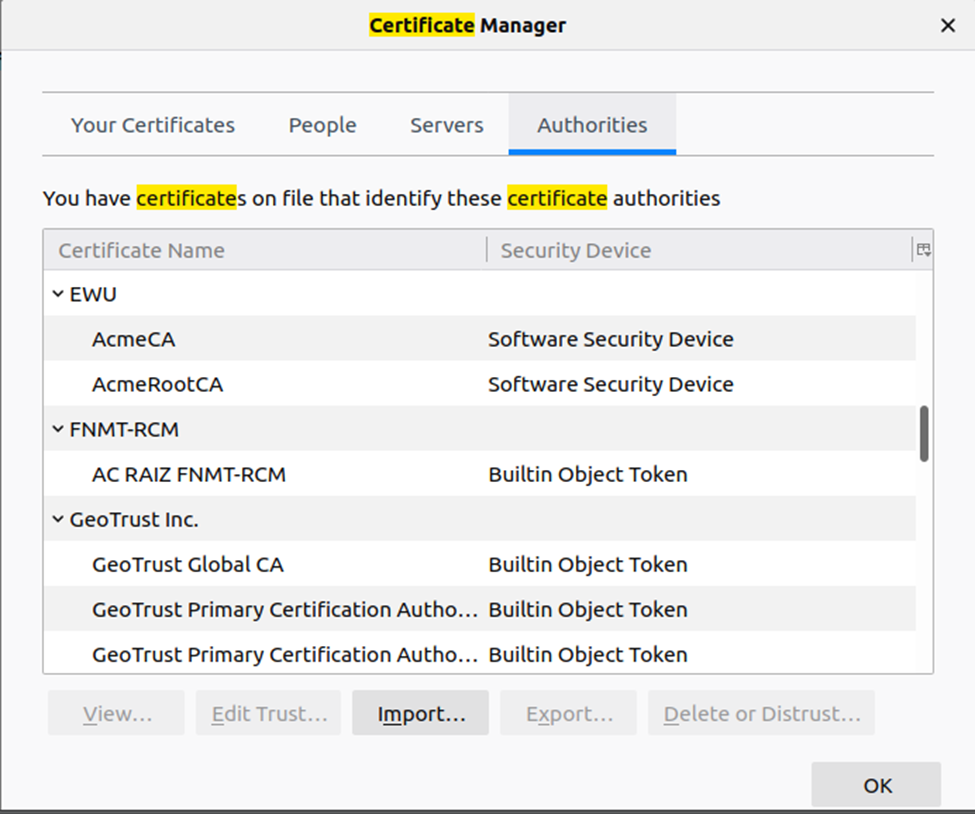 Certificate Manager
Your Certificates People Servers Authorities
You have certificates on file that identify these certificate authorities
Certificate Name Security Device
EWU
AcmeCA Software Security Device
AcmeRootCA Software Security Device
FNMT-RCM
AC RAIZ FNMT-RCM Builtin Object Token
GeoTrust Inc.
GeoTrust Global CA Builtin Object Token
GeoTrust Primary Certification Autho... Builtin Object Token
GeoTrust Primary Certification Autho... Builtin Object Token
View... Edit Trust... Import... Export... Delete or Distrust...
OK